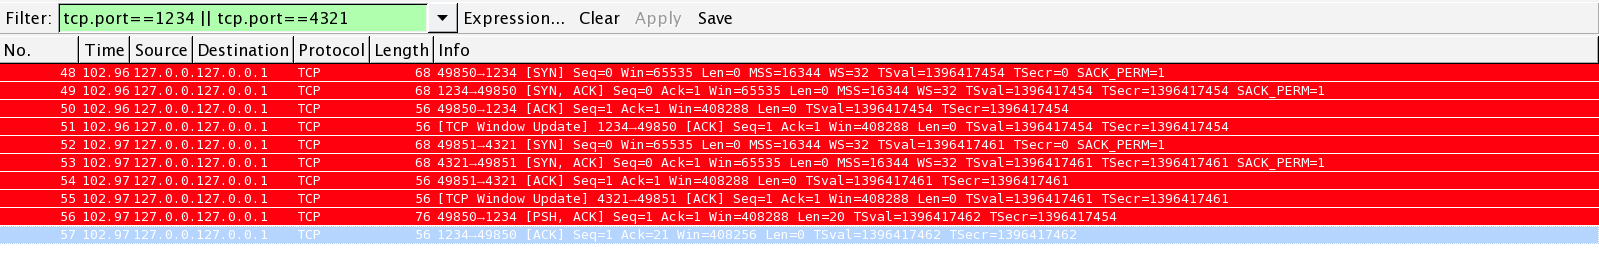 Filter: tcp.port==1234 || tcp.port==4321 Expression... Clear Apply Save
No. Time Source Destination Protocol Length Info
48 102.96 127.0.0. 127.0.0.1 TCP 68 49850→1234 [SYN] Seq=0 Win=65535 Len=0 MSS=16344 WS=32 TSval=1396417454 TSecr=0 SACK_PERM=1
49 102.96 127.0.0. 127.0.0.1 TCP 68 1234→49850 [SYN, ACK] Seq=0 Ack=1 Win=65535 Len=0 MSS=16344 WS=32 TSval=1396417454 TSecr=1396417454 SACK_PERM=1
50 102.96 127.0.0. 127.0.0.1 TCP 56 49850→1234 [ACK] Seq=1 Ack=1 Win=408288 Len=0 TSval=1396417454 TSecr=1396417454
51 102.96 127.0.0. 127.0.0.1 TCP 56 [TCP Window Update] 1234→49850 [ACK] Seq=1 Ack=1 Win=408288 Len=0 TSval=1396417454 TSecr=1396417454
52 102.97 127.0.0. 127.0.0.1 TCP 68 49851→4321 [SYN] Seq=0 Win=65535 Len=0 MSS=16344 WS=32 TSval=1396417461 TSecr=0 SACK_PERM=1
53 102.97 127.0.0. 127.0.0.1 TCP 68 4321→49851 [SYN, ACK] Seq=0 Ack=1 Win=65535 Len=0 MSS=16344 WS=32 TSval=1396417461 TSecr=1396417461 SACK_PERM=1
54 102.97 127.0.0. 127.0.0.1 TCP 56 49851→4321 [ACK] Seq=1 Ack=1 Win=408288 Len=0 TSval=1396417461 TSecr=1396417461
55 102.97 127.0.0. 127.0.0.1 TCP 56 [TCP Window Update] 4321→49851 [ACK] Seq=1 Ack=1 Win=408288 Len=0 TSval=1396417461 TSecr=1396417461
56 102.97 127.0.0. 127.0.0.1 TCP 76 49850→1234 [PSH, ACK] Seq=1 Ack=1 Win=408288 Len=20 TSval=1396417462 TSecr=1396417454
57 102.97 127.0.0. 127.0.0.1 TCP 56 1234→49850 [ACK] Seq=1 Ack=21 Win=408256 Len=0 TSval=1396417462 TSecr=1396417462